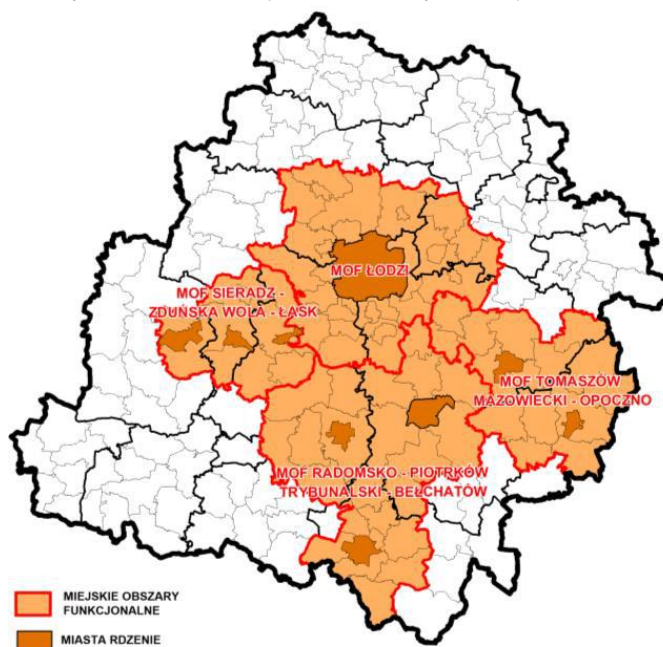 MOF ŁODZI
MOF SIERADZ -
ZDUŃSKA WOLA - ŁASK
MOF TOMASZÓW
MAZOWIECKI - OPOCZNO
MOF RADOMSKO - PIOTRKÓW
TRYBUNALSKI - BEŁCHATÓW
MIEJSKIE OBSZARY
FUNKCJONALNE
MIASTA RDZENIE